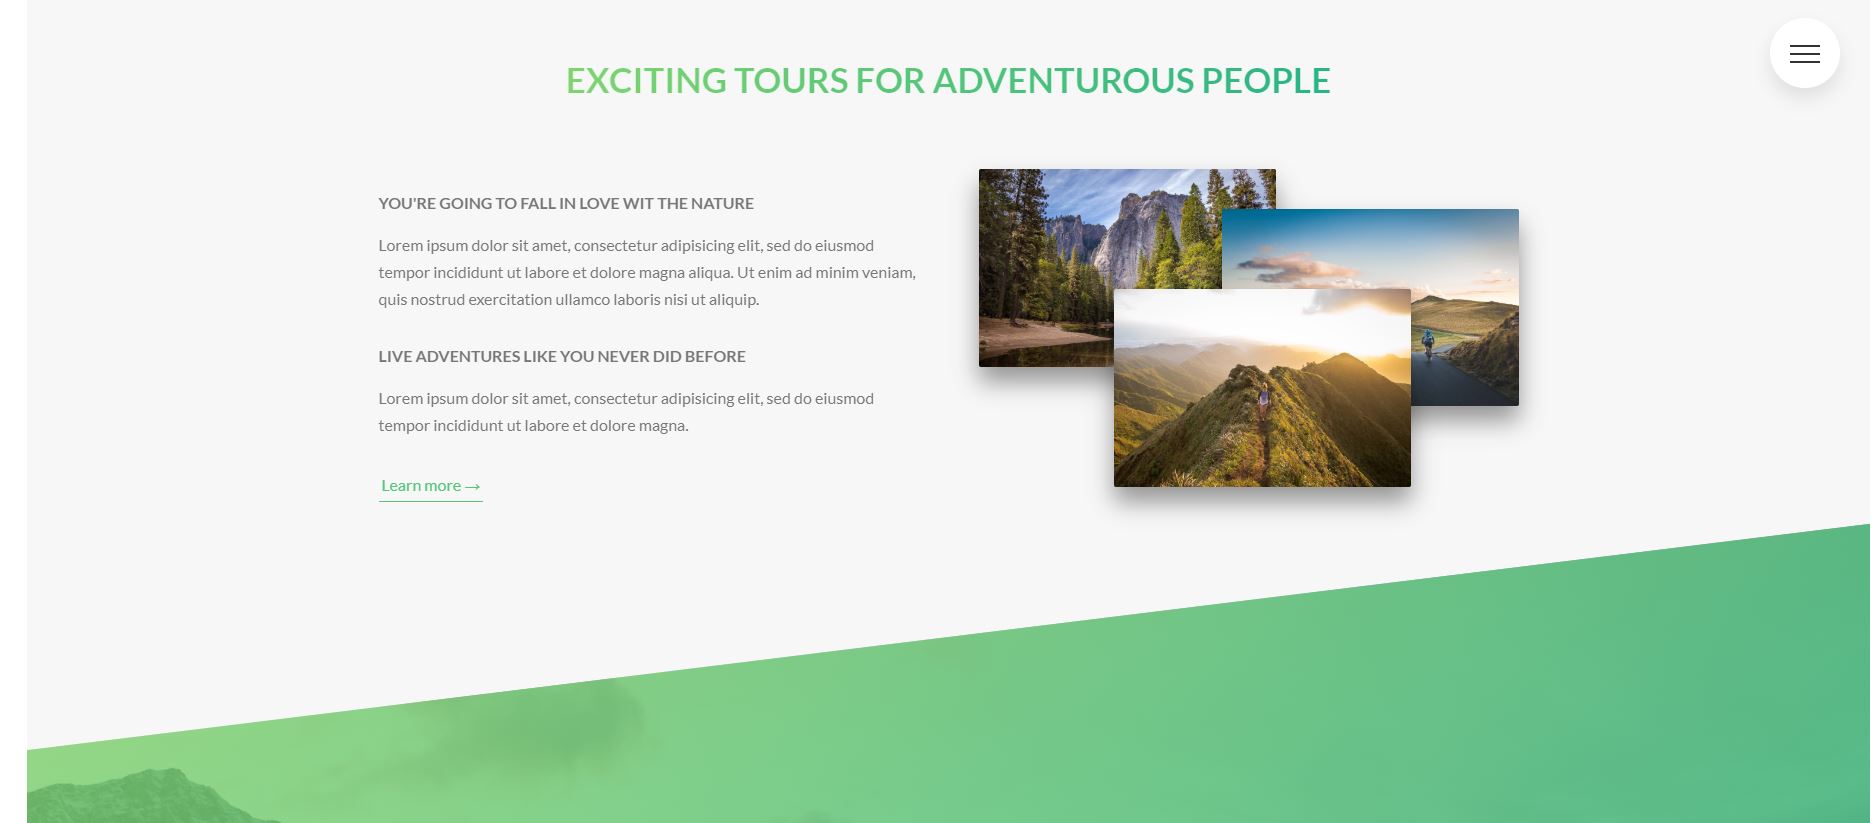 EXCITING TOURS FOR ADVENTUROUS PEOPLE
YOU'RE GOING TO FALL IN LOVE WIT THE NATURE
Lorem ipsum dolor sit amet, consectetur adipisicing elit, sed do eiusmod
tempor incididunt ut labore et dolore magna aliqua. Ut enim ad minim veniam,
quis nostrud exercitation ullamco laboris nisi ut aliquip.
LIVE ADVENTURES LIKE YOU NEVER DID BEFORE
Lorem ipsum dolor sit amet, consectetur adipisicing elit, sed do eiusmod
tempor incididunt ut labore et dolore magna.
Learn more →